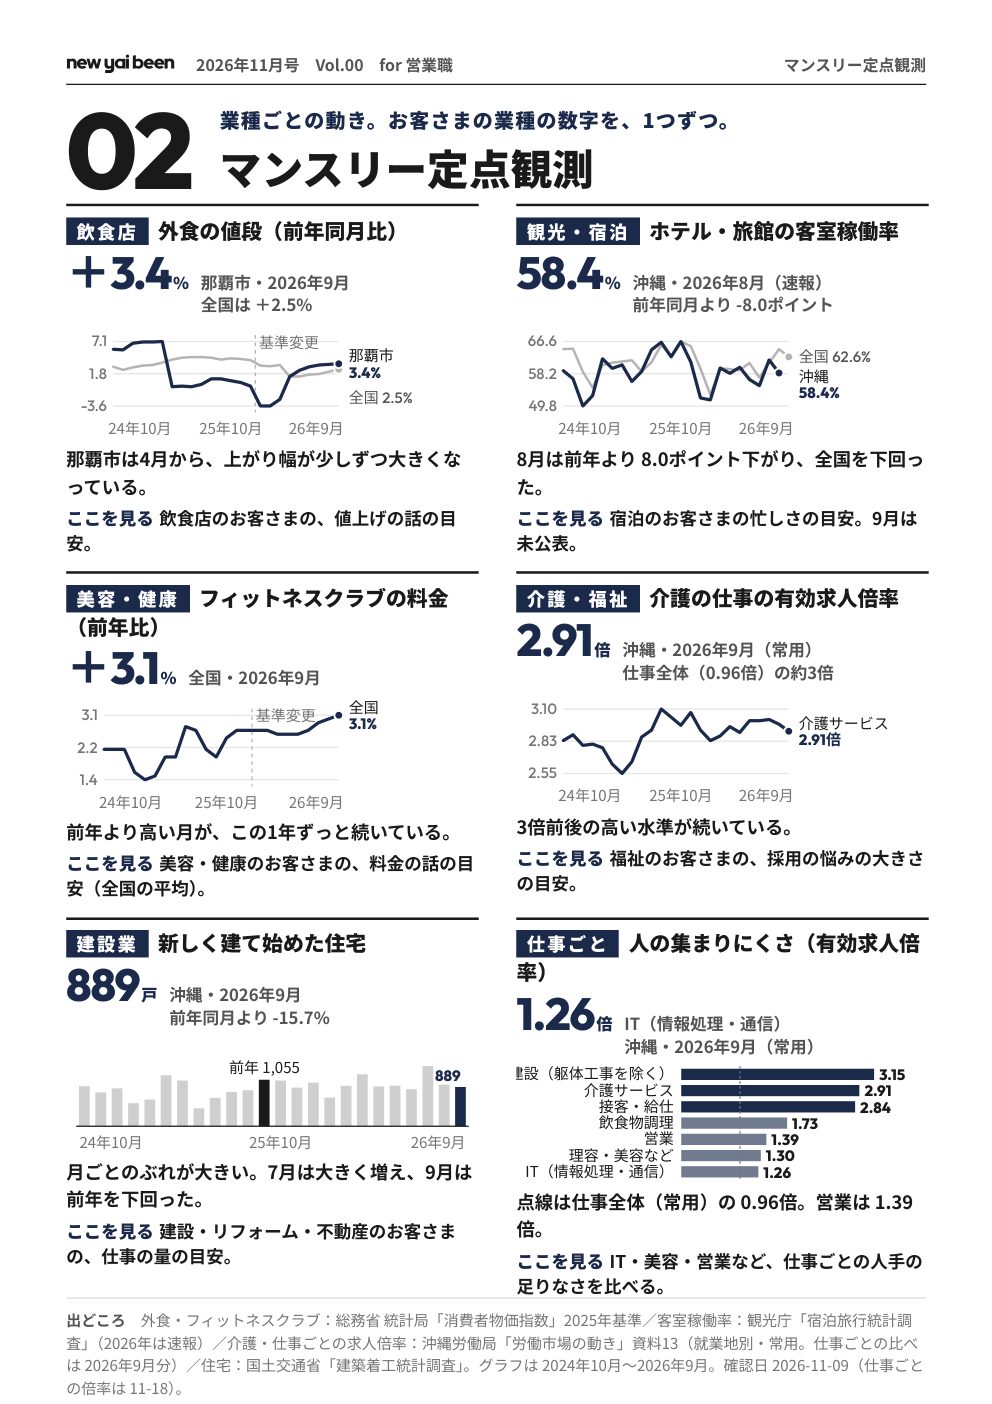 new yai been 2026年11月号 Vol.00 for 営業職
マンスリー定点観測
02
業種ごとの動き。お客さまの業種の数字を、1つずつ。
マンスリー定点観測
飲食店 外食の値段（前年同月比）
＋3.4% 那覇市・2026年9月
全国は ＋2.5%
7.1
1.8
-3.6
基準変更
那覇市
3.4%
全国 2.5%
24年10月 25年10月 26年9月
那覇市は4月から、上がり幅が少しずつ大きくな
っている。
ここを見る 飲食店のお客さまの、値上げの話の目
安。
観光・宿泊 ホテル・旅館の客室稼働率
58.4% 沖縄・2026年8月（速報）
前年同月より -8.0ポイント
66.6
58.2
49.8
全国 62.6%
沖縄
58.4%
24年10月 25年10月 26年9月
8月は前年より 8.0ポイント下がり、全国を下回っ
た。
ここを見る 宿泊のお客さまの忙しさの目安。9月は
未公表。
美容・健康 フィットネスクラブの料金
（前年比）
＋3.1% 全国・2026年9月
3.1
2.2
1.4
基準変更
全国
3.1%
24年10月 25年10月 26年9月
前年より高い月が、この1年ずっと続いている。
ここを見る 美容・健康のお客さまの、料金の話の目
安（全国の平均）。
介護・福祉 介護の仕事の有効求人倍率
2.91倍 沖縄・2026年9月（常用）
仕事全体（0.96倍）の約3倍
3.10
2.83
2.55
介護サービス
2.91倍
24年10月 25年10月 26年9月
3倍前後の高い水準が続いている。
ここを見る 福祉のお客さまの、採用の悩みの大きさ
の目安。
建設業 新しく建て始めた住宅
889戸 沖縄・2026年9月
前年同月より -15.7%
前年 1,055
889
24年10月 25年10月 26年9月
月ごとのぶれが大きい。7月は大きく増え、9月は
前年を下回った。
ここを見る 建設・リフォーム・不動産のお客さま
の、仕事の量の目安。
仕事ごと 人の集まりにくさ（有効求人倍
率）
1.26倍 IT（情報処理・通信）
沖縄・2026年9月（常用）
設（躯体工事を除く） 3.15
介護サービス 2.91
接客・給仕 2.84
飲食物調理 1.73
営業 1.39
理容・美容など 1.30
IT（情報処理・通信） 1.26
点線は仕事全体（常用）の 0.96倍。営業は 1.39
倍。
ここを見る IT・美容・営業など、仕事ごとの人手の
足りなさを比べる。
出どころ 外食・フィットネスクラブ：総務省 統計局「消費者物価指数」2025年基準／客室稼働率：観光庁「宿泊旅行統計調
査」（2026年は速報）／介護・仕事ごとの求人倍率：沖縄労働局「労働市場の動き」資料13（就業地別・常用。仕事ごとの比べ
は 2026年9月分）／住宅：国土交通省「建築着工統計調査」。グラフは 2024年10月～2026年9月。確認日 2026-11-09（仕事ごと
の倍率は 11-18）。